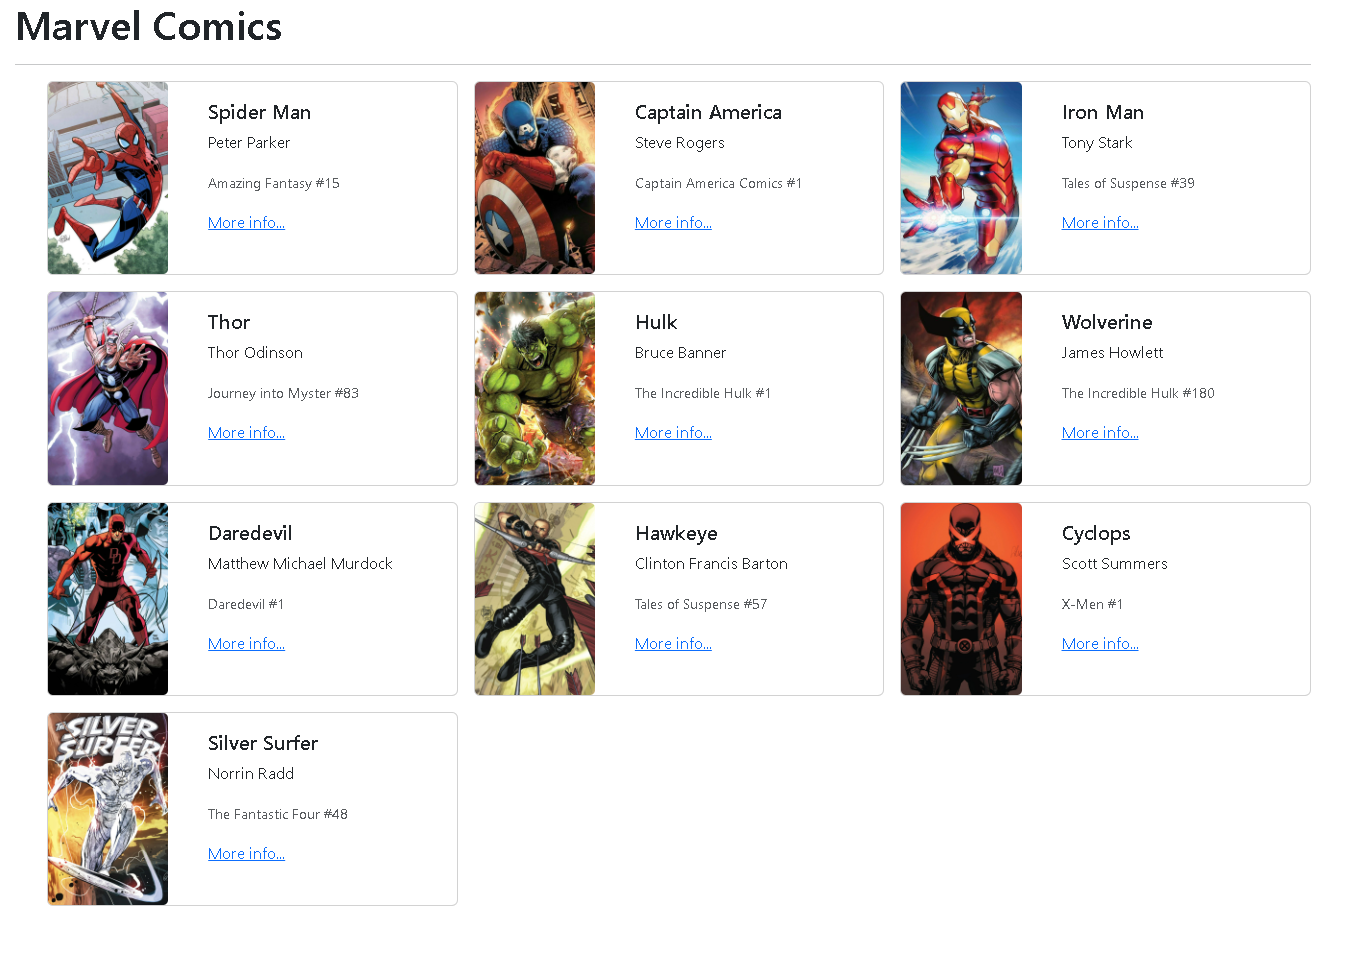 Marvel Comics
Spider Man
Peter Parker
Amazing Fantasy #15
More info...
Captain America
Steve Rogers
Captain America Comics #1
More info...
Iron Man
Tony Stark
Tales of Suspense #39
More info...
Thor
Thor Odinson
Journey into Myster #83
More info...
Hulk
Bruce Banner
The Incredible Hulk #1
More info...
Wolverine
James Howlett
The Incredible Hulk #180
More info...
Daredevil
Matthew Michael Murdock
Daredevil #1
More info...
Hawkeye
Clinton Francis Barton
Tales of Suspense #57
More info...
Cyclops
Scott Summers
X-Men #1
More info...
SILVER
SURFER
Silver Surfer
Norrin Radd
The Fantastic Four #48
More info...